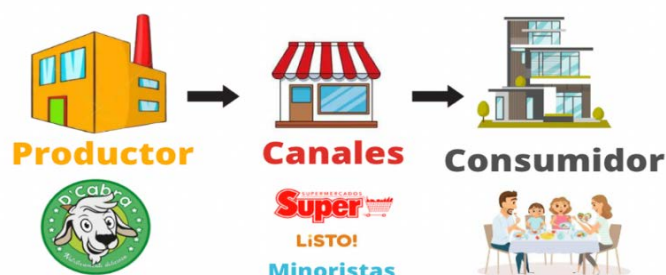 Productor
Canales
Consumidor
D'Cabra
SUPERMERCADOS
Super
LiSTO!
Minoristas